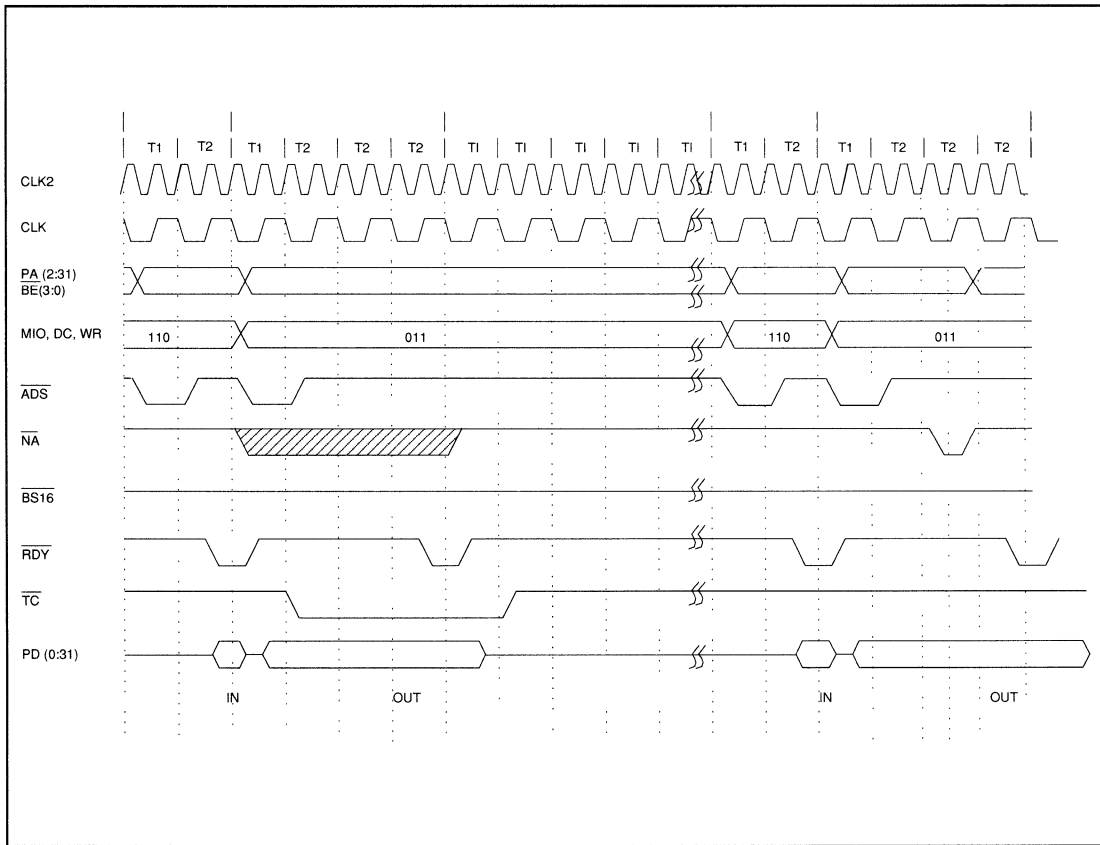 T1 T2 T1 T2 T2 T2 TI TI TI TI TI T1 T2 T1 T2 T2 T2
CLK2
CLK
PA (2:31)
BE(3:0)
MIO, DC, WR 110 011 110 011
ADS
NA
BS16
RDY
TC
PD (0:31)
IN OUT IN OUT